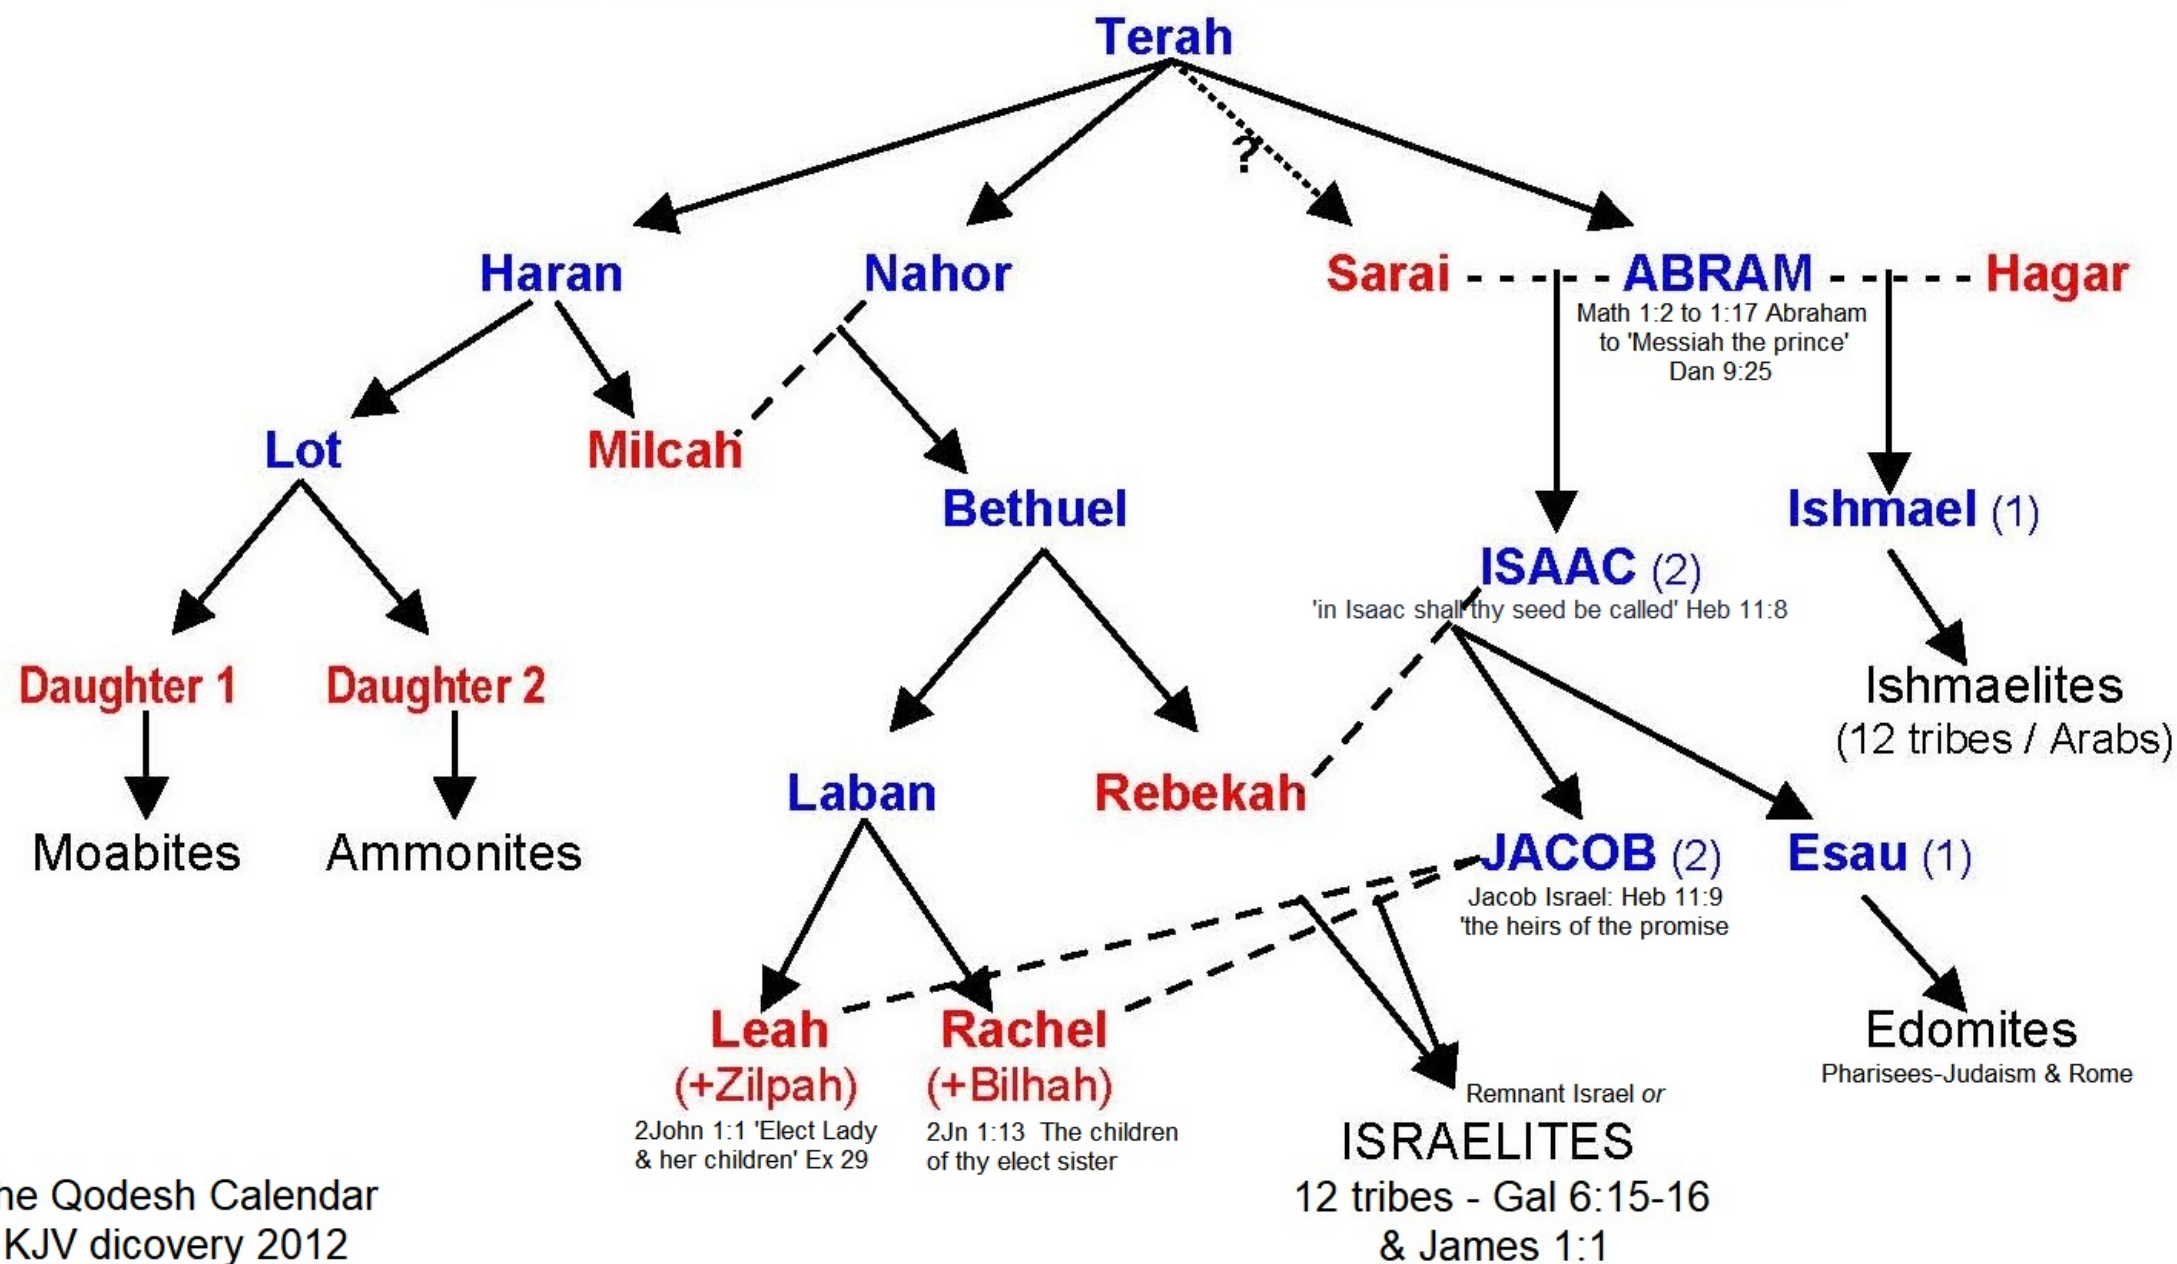 Terah
?
Haran
Nahor
Sarai
ABRAM
Hagar
Math 1:2 to 1:17 Abraham
to 'Messiah the prince'
Dan 9:25
Lot
Milcah
Bethuel
Ishmael (1)
ISAAC (2)
'in Isaac shall thy seed be called' Heb 11:8
Daughter 1
Daughter 2
Ishmaelites
(12 tribes / Arabs)
Laban
Rebekah
Moabites
Ammonites
JACOB (2)
Esau (1)
Jacob Israel: Heb 11:9
'the heirs of the promise
Leah
(+Zilpah)
2John 1:1 'Elect Lady
& her children' Ex 29
Rachel
(+Bilhah)
2Jn 1:13 The children
of thy elect sister
Edomites
Pharisees-Judaism & Rome
Remnant Israel or
ISRAELITES
12 tribes - Gal 6:15-16
& James 1:1
he Qodesh Calendar
KJV dicovery 2012